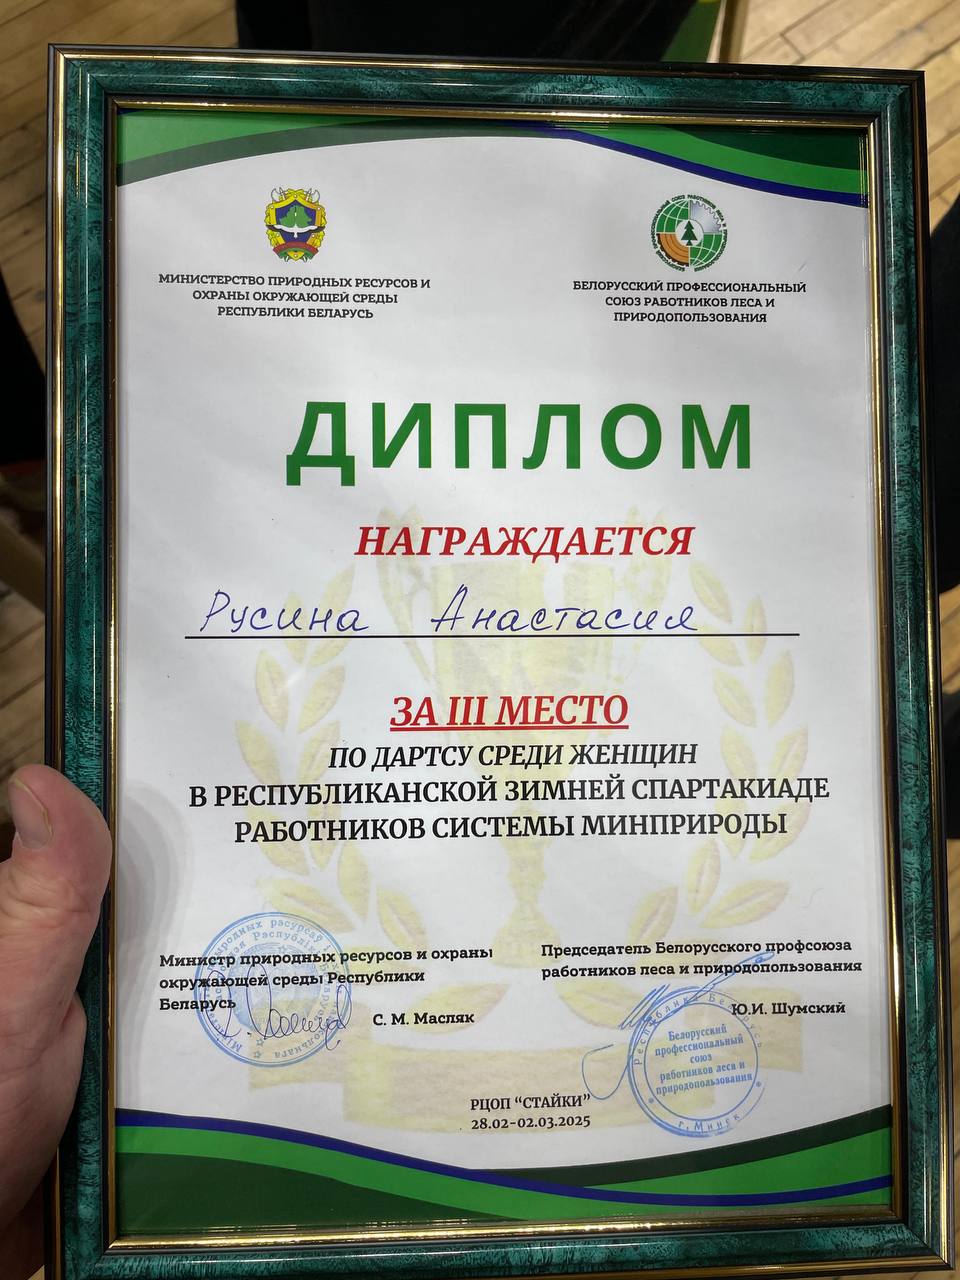 МИНИСТЕРСТВО ПРИРОДНЫХ РЕСУРСОВ И
ОХРАНЫ ОКРУЖАЮЩЕЙ СРЕДЫ
РЕСПУБЛИКИ БЕЛАРУСЬ
БЕЛОРУССКИЙ ПРОФЕССИОНАЛЬНЫЙ
СОЮЗ РАБОТНИКОВ ЛЕСА И
ПРИРОДОПОЛЬЗОВАНИЯ
ДИПЛОМ
НАГРАЖДАЕТСЯ
Русина Анастасия
ЗА III МЕСТО
ПО ДАРТСУ СРЕДИ ЖЕНЩИН
В РЕСПУБЛИКАНСКОЙ ЗИМНЕЙ СПАРТАКИАДЕ
РАБОТНИКОВ СИСТЕМЫ МИНПРИРОДЫ
Министр природных ресурсов и охраны
окружающей среды Республики
Беларусь
С. М. Масляк
Председатель Белорусского профсоюза
работников леса и природопользования
Ю.И. Шумский
Республика Беларусь
Белорусский
профессиональный
союз
работников леса и
природопользования
г. Минск
РЦОП “СТАЙКИ”
28.02-02.03.2025